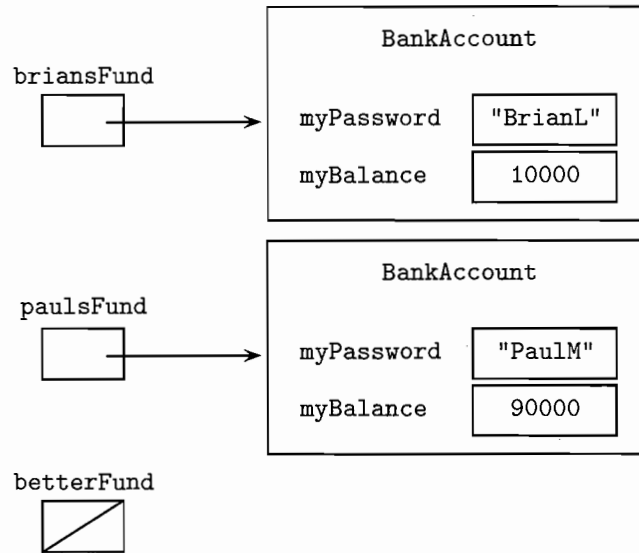 BankAccount
briansFund
myPassword "BrianL"
myBalance 10000
BankAccount
paulsFund
myPassword "PaulM"
myBalance 90000
betterFund